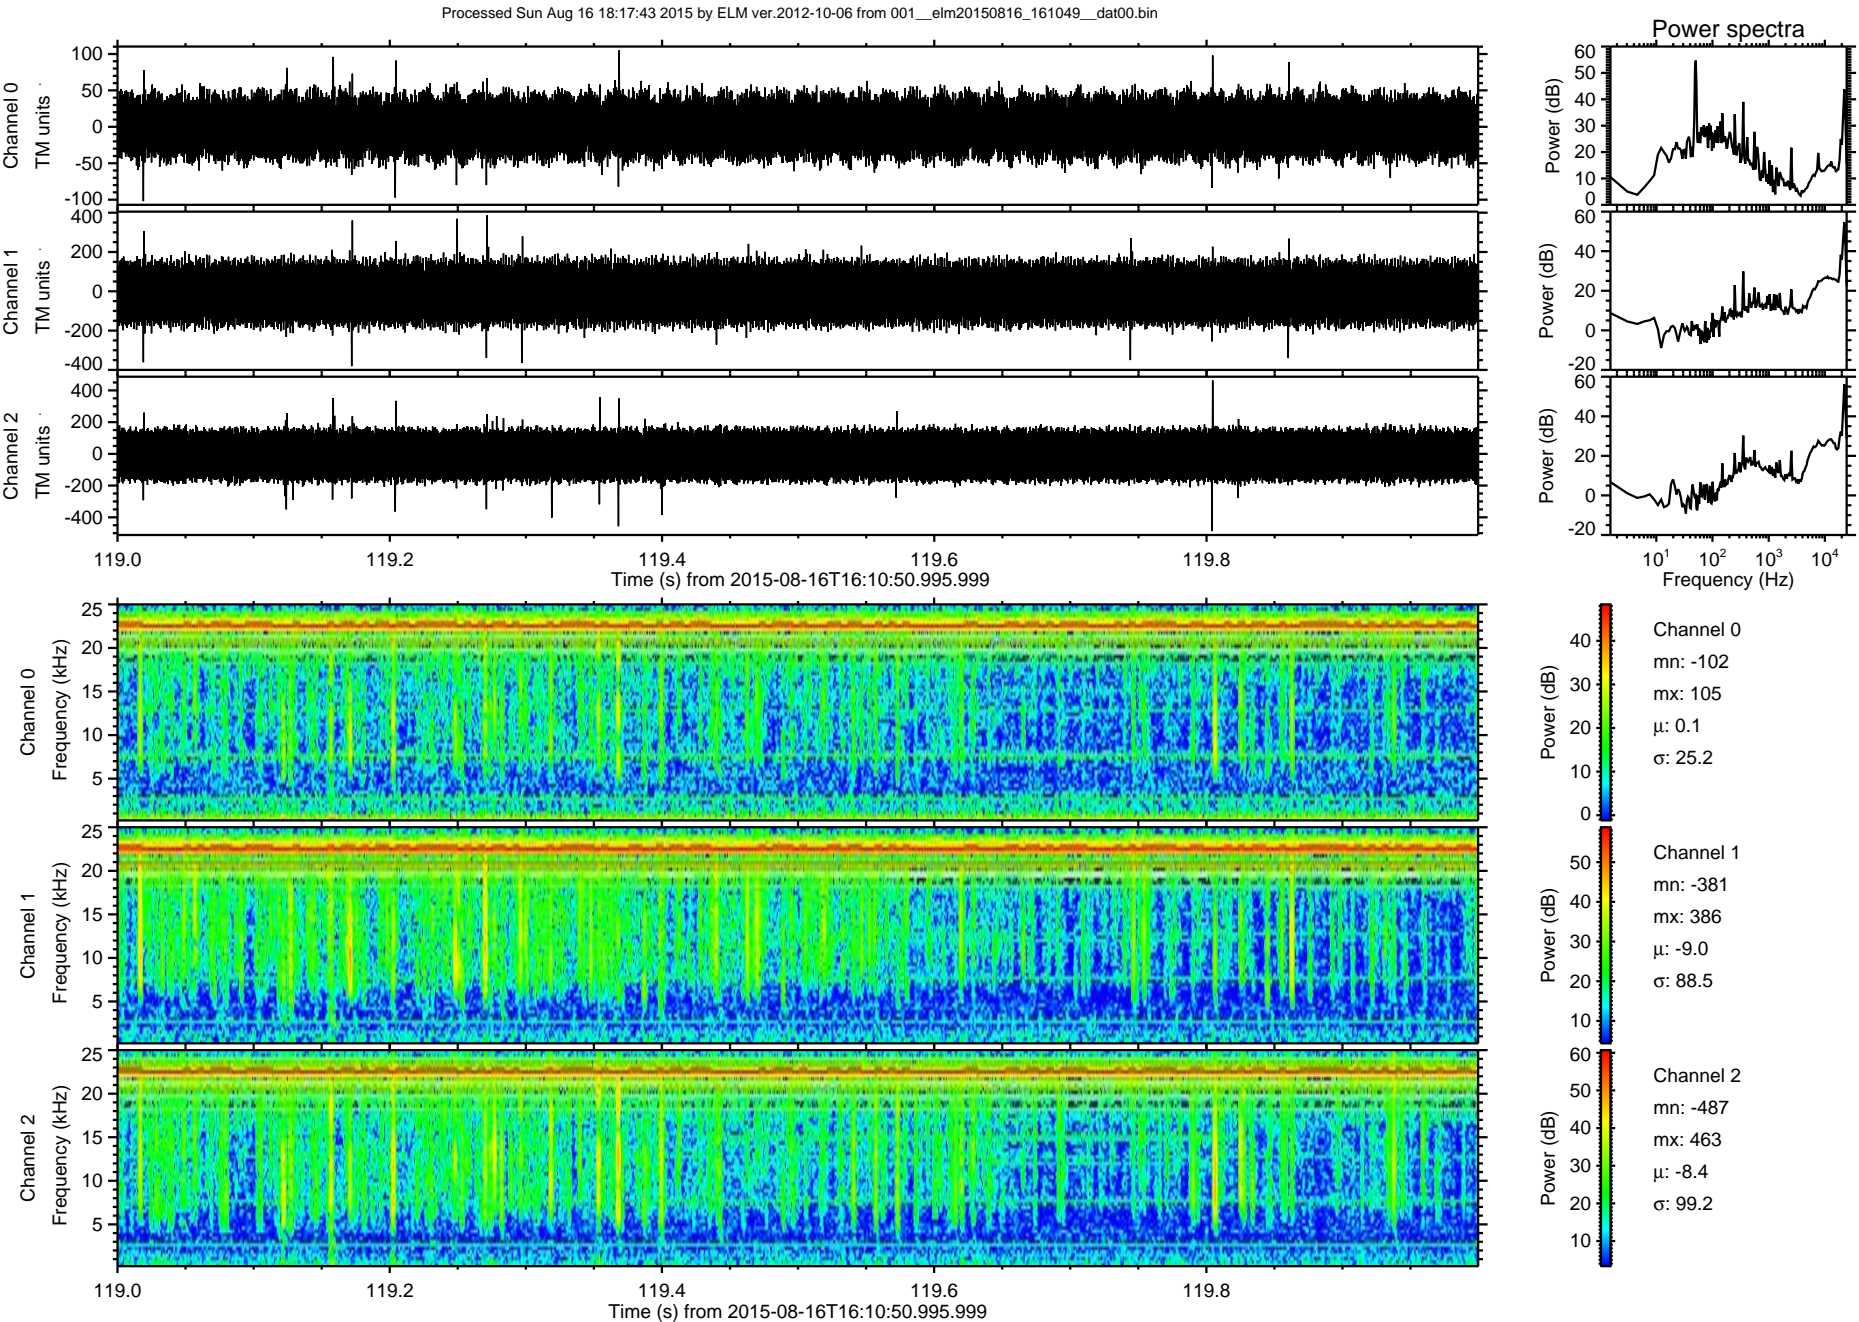 Processed Sun Aug 16 18:17:43 2015 by ELM ver.2012-10-06 from 001__elm20150816_161049__dat00.bin
Power spectra
Channel 0
TM units
100
50
0
-50
-100
Power (dB)
60
50
40
30
20
10
0
Channel 1
TM units
400
200
0
-200
-400
Power (dB)
60
40
20
0
-20
Channel 2
TM units
400
200
0
-200
-400
Power (dB)
60
40
20
0
-20
119.0 119.2 119.4 119.6 119.8
Time (s) from 2015-08-16T16:10:50.995.999
10¹ 10² 10³ 10⁴
Frequency (Hz)
Channel 0
Frequency (kHz)
25
20
15
10
5
Power (dB)
40
30
20
10
0
Channel 0
mn: -102
mx: 105
µ: 0.1
σ: 25.2
Channel 1
Frequency (kHz)
25
20
15
10
5
Power (dB)
50
40
30
20
10
Channel 1
mn: -381
mx: 386
µ: -9.0
σ: 88.5
Channel 2
Frequency (kHz)
25
20
15
10
5
Power (dB)
60
50
40
30
20
10
Channel 2
mn: -487
mx: 463
µ: -8.4
σ: 99.2
119.0 119.2 119.4 119.6 119.8
Time (s) from 2015-08-16T16:10:50.995.999